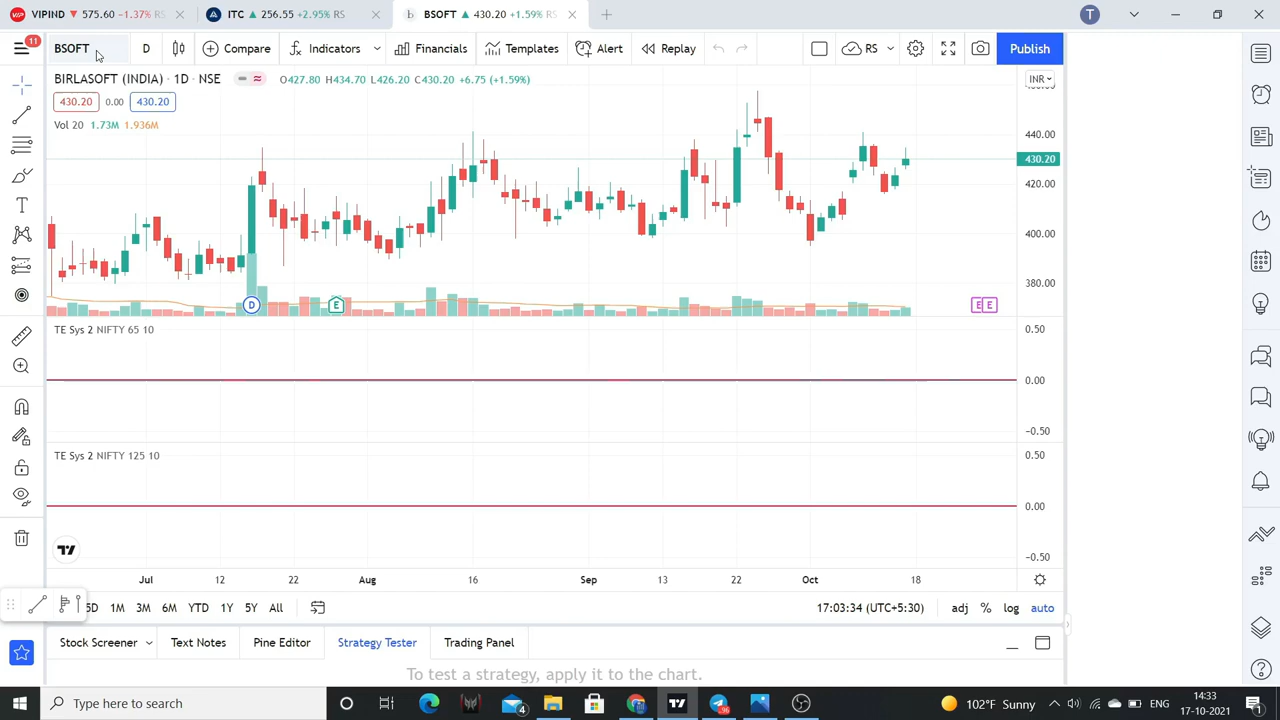 VIPIND ▼ 575.60 −1.37% RS
ITC ▲ 256.55 +2.95% RS
b BSOFT ▲ 430.20 +1.59% RS
T
11
BSOFT D Compare Indicators Financials Templates Alert Replay RS Publish
BIRLASOFT (INDIA) · 1D · NSE O427.80 H434.70 L426.20 C430.20 +6.75 (+1.59%)
INR
430.20 0.00 430.20
Vol 20 1.73M 1.936M
440.00
430.20
420.00
400.00
380.00
D E E E
TE Sys 2 NIFTY 65 10
0.50
0.00
−0.50
TE Sys 2 NIFTY 125 10
0.50
0.00
−0.50
Jul 12 22 Aug 16 Sep 13 22 Oct 18
5D 1M 3M 6M YTD 1Y 5Y All 17:03:34 (UTC+5:30) adj % log auto
Stock Screener Text Notes Pine Editor Strategy Tester Trading Panel
To test a strategy, apply it to the chart.
Type here to search
4
96
102°F Sunny
ENG
14:33
17-10-2021
1